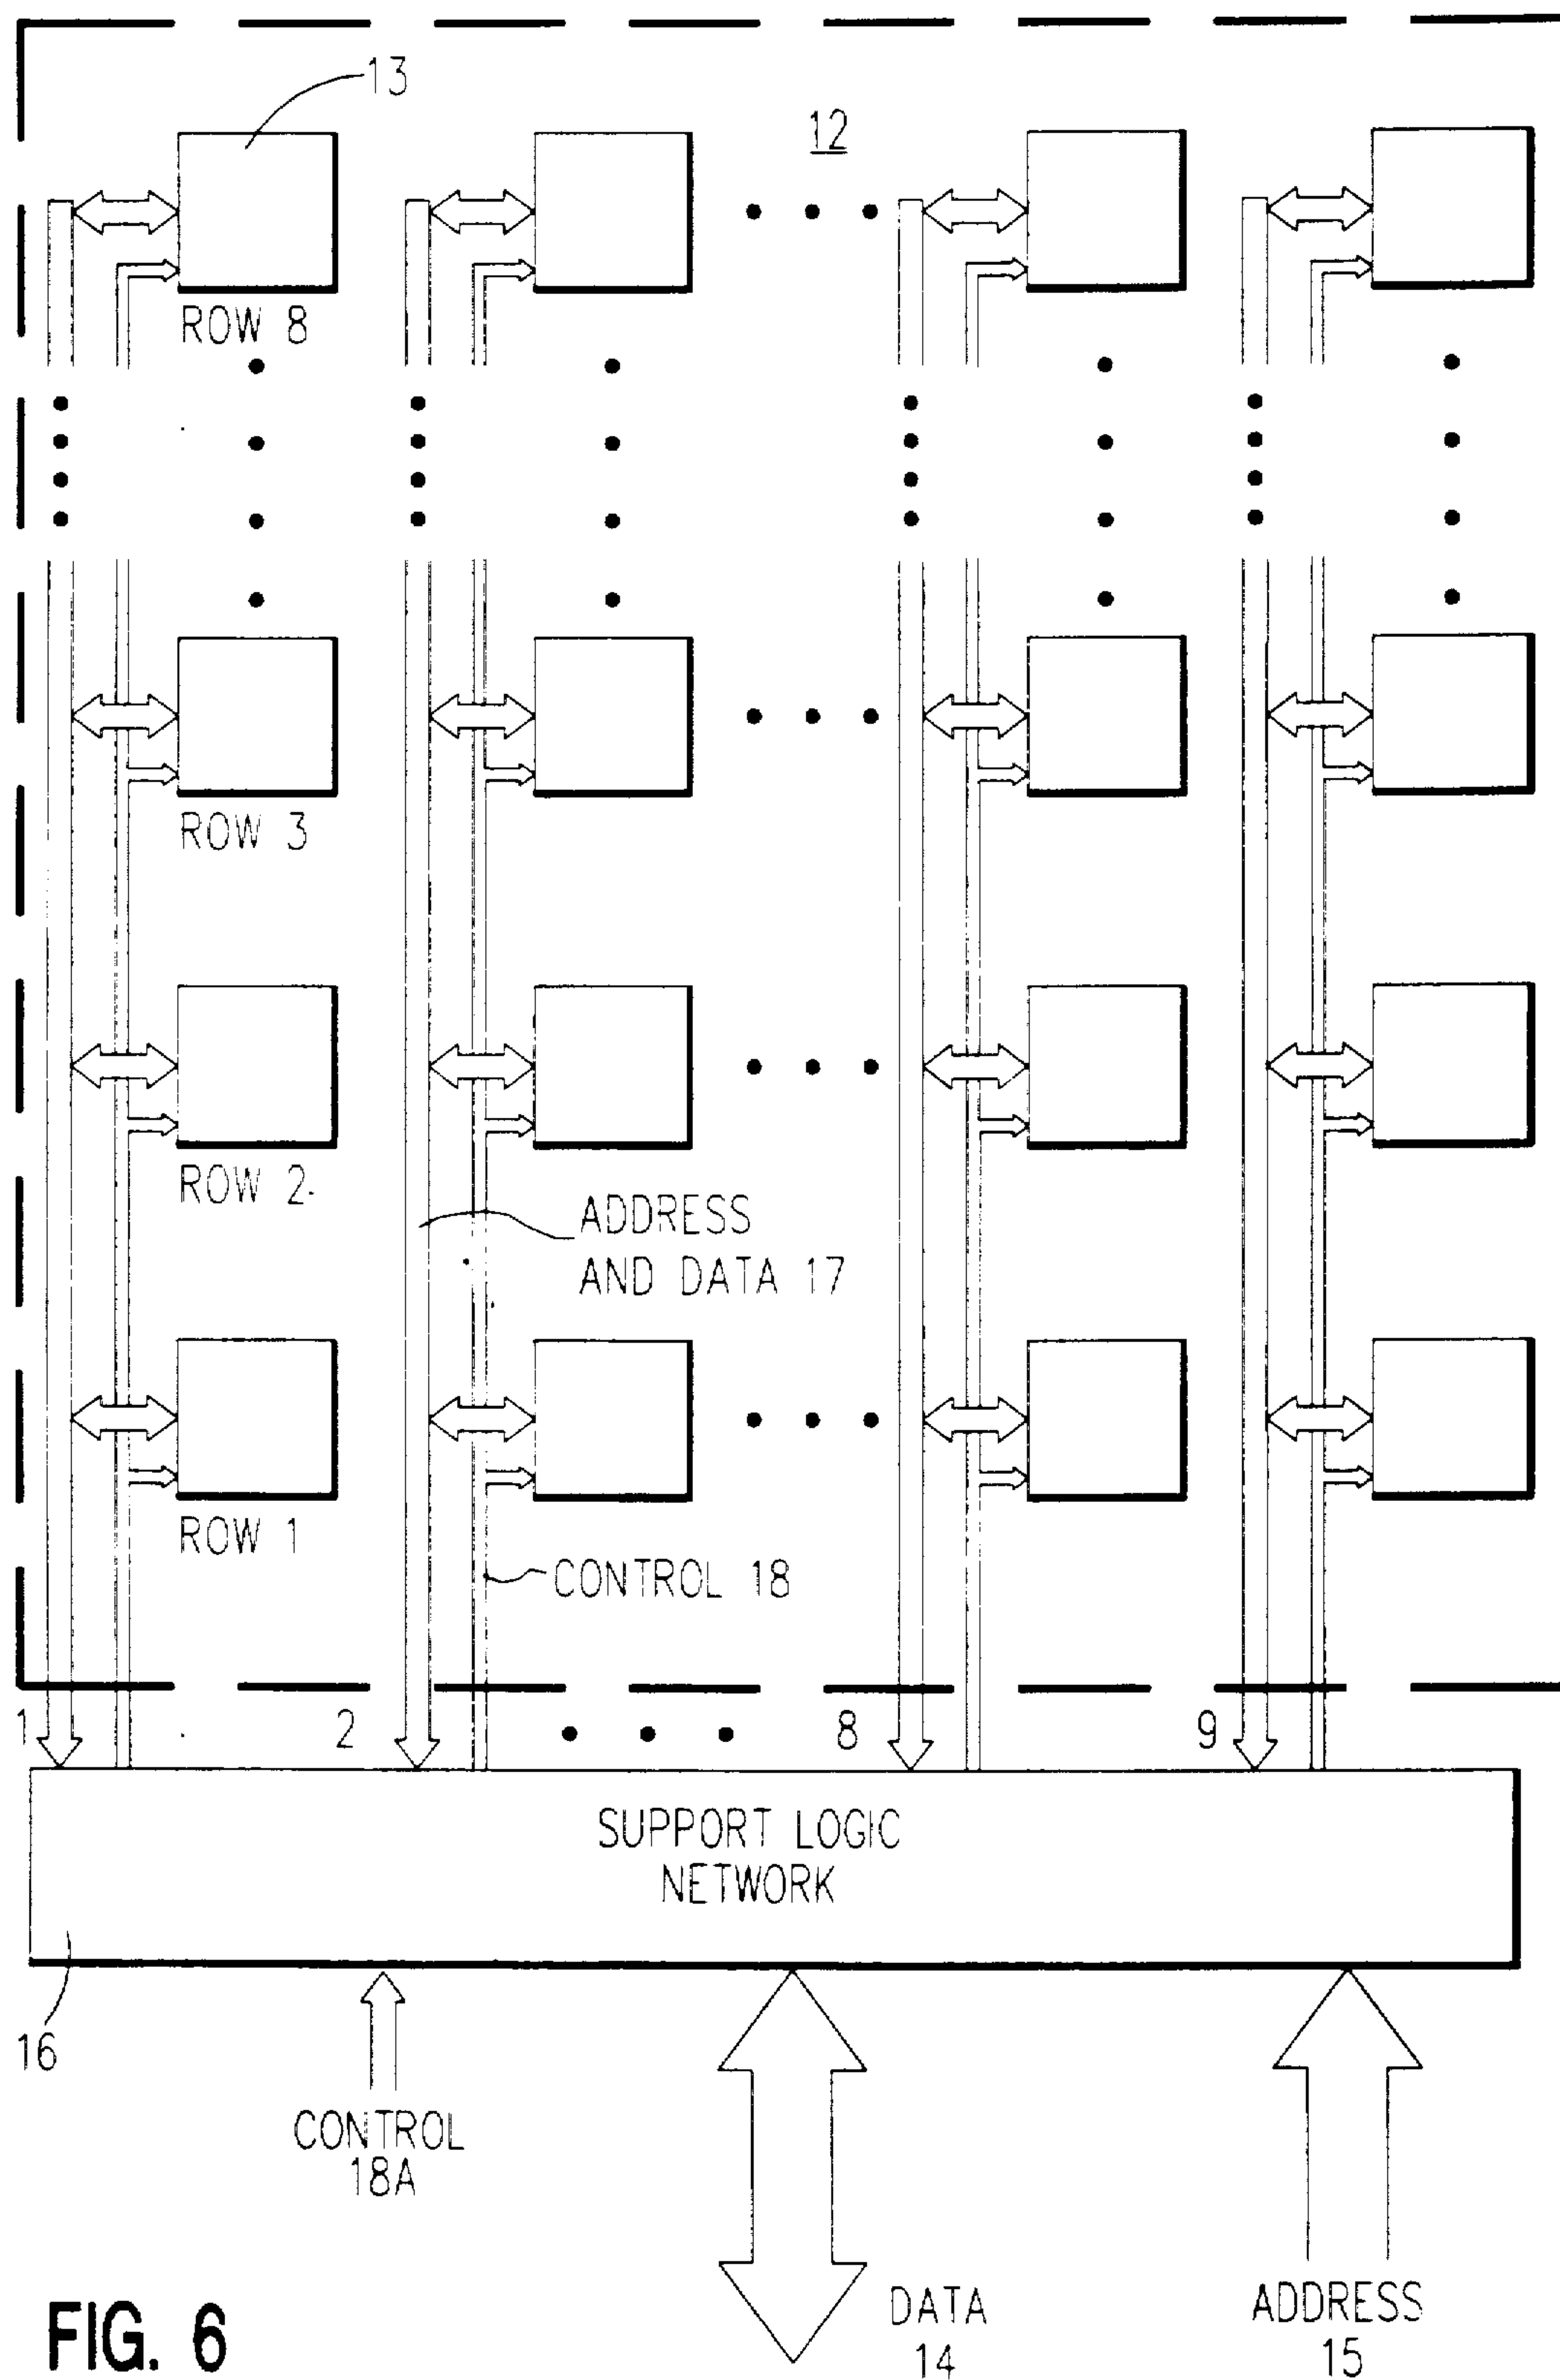 13
12
ROW 8
ROW 3
ROW 2
ADDRESS
AND DATA 17
ROW 1
CONTROL 18
1
2
8
9
SUPPORT LOGIC
NETWORK
16
CONTROL
18A
DATA
14
ADDRESS
15
FIG. 6